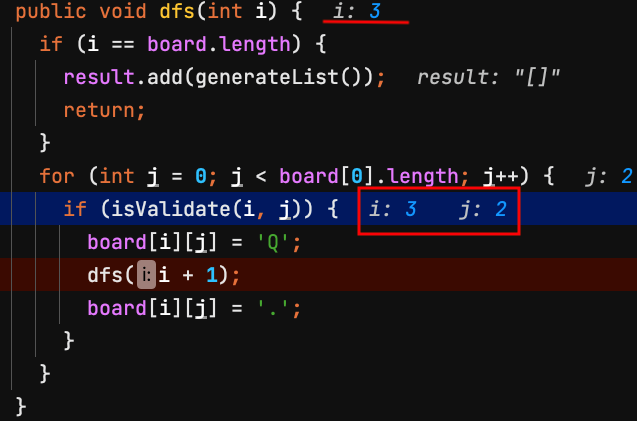 public void dfs(int i) {   i: 3
    if (i == board.length) {
        result.add(generateList());   result: "[]"
        return;
    }
    for (int j = 0; j < board[0].length; j++) {   j: 2
        if (isValidate(i, j)) {   i: 3   j: 2
            board[i][j] = 'Q';
            dfs( i: i + 1);
            board[i][j] = '.';
        }
    }
}